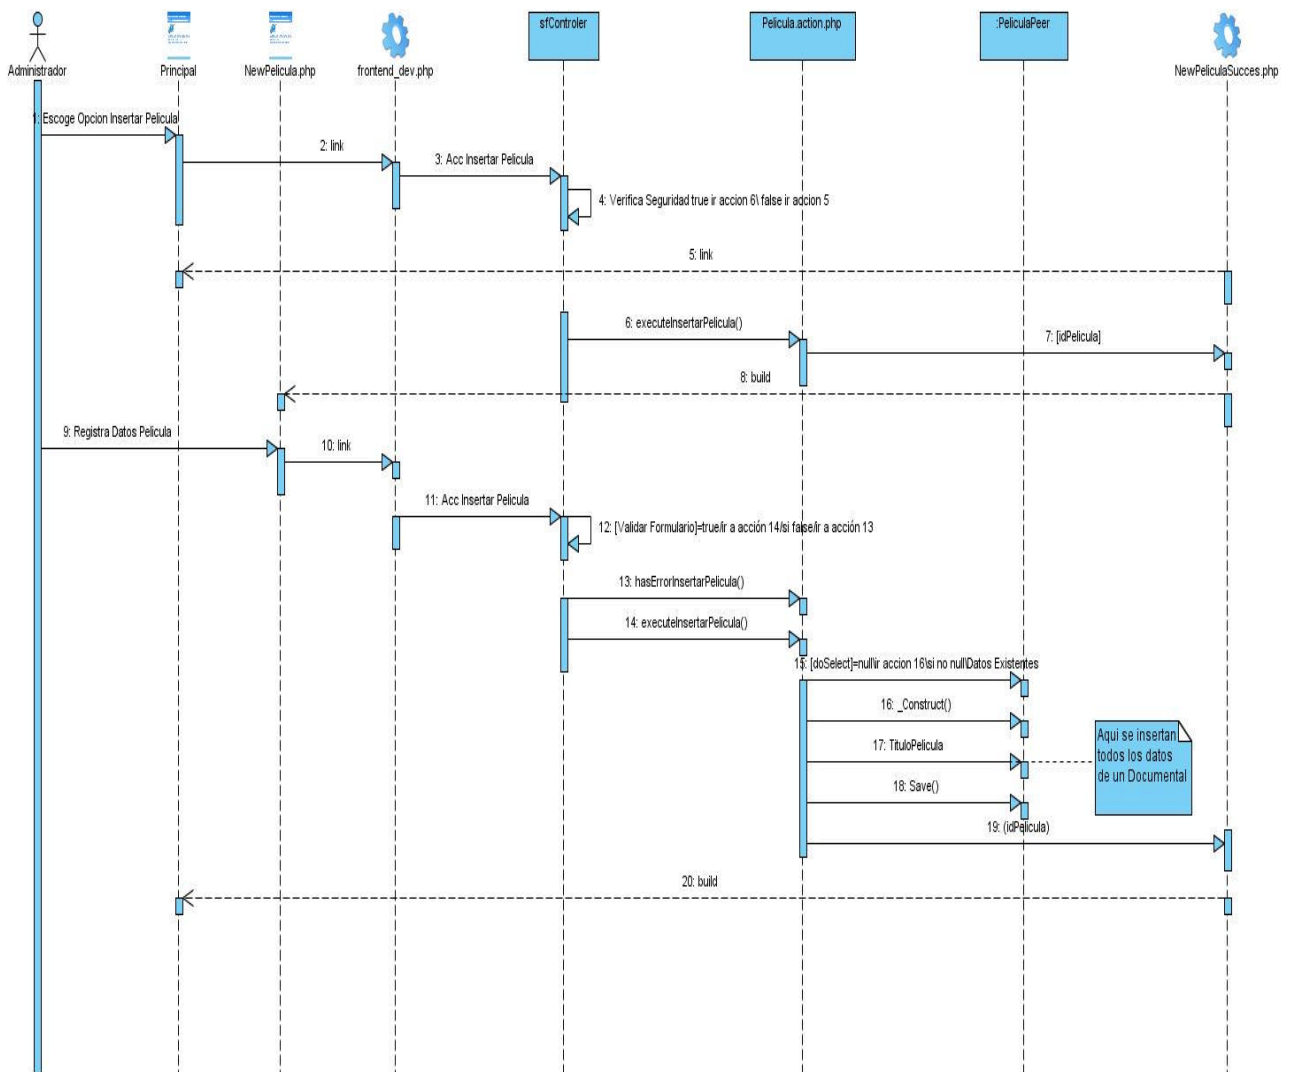 Administrador
Principal
NewPelicula.php
frontend_dev.php
sfControler
Pelicula.action.php
:PeliculaPeer
NewPeliculaSucces.php
1: Escoge Opcion Insertar Pelicula
2: link
3: Acc Insertar Pelicula
4: Verifica Seguridad true ir accion 6\ false ir adcion 5
5: link
6: executeInsertarPelicula()
7: [idPelicula]
8: build
9: Registra Datos Pelicula
10: link
11: Acc Insertar Pelicula
12: [Validar Formulario]=true/ir a acción 14/si false/ir a acción 13
13: hasErrorInsertarPelicula()
14: executeInsertarPelicula()
15: [doSelect]=null\ir accion 16\si no null\Datos Existentes
16: _Construct()
17: TituloPelicula
18: Save()
19: (idPelicula)
20: build
Aqui se insertan
todos los datos
de un Documental